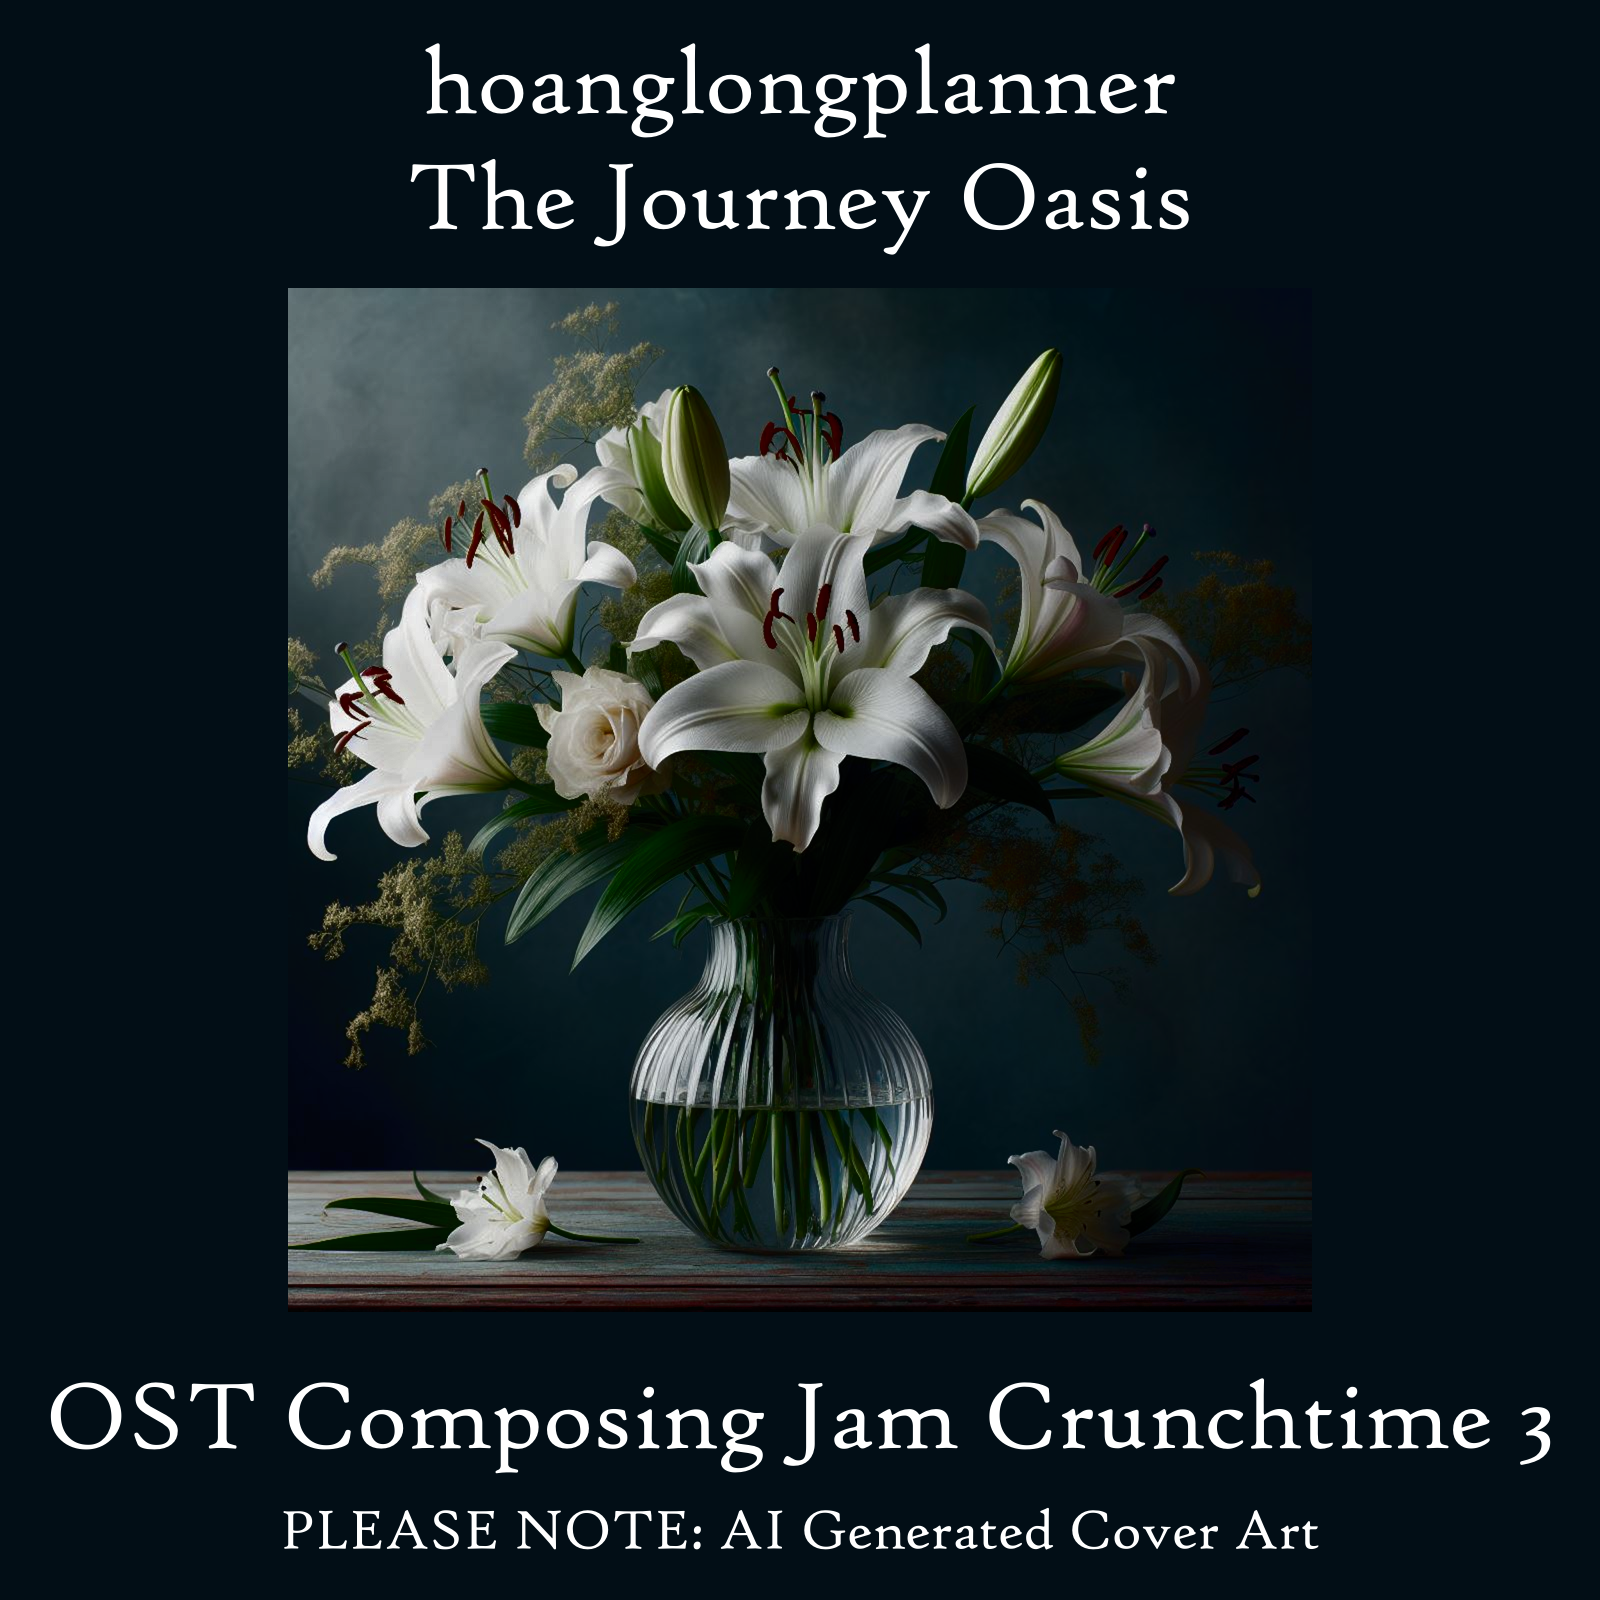 hoanglongplanner
The Journey Oasis
OST Composing Jam Crunchtime 3
PLEASE NOTE: AI Generated Cover Art